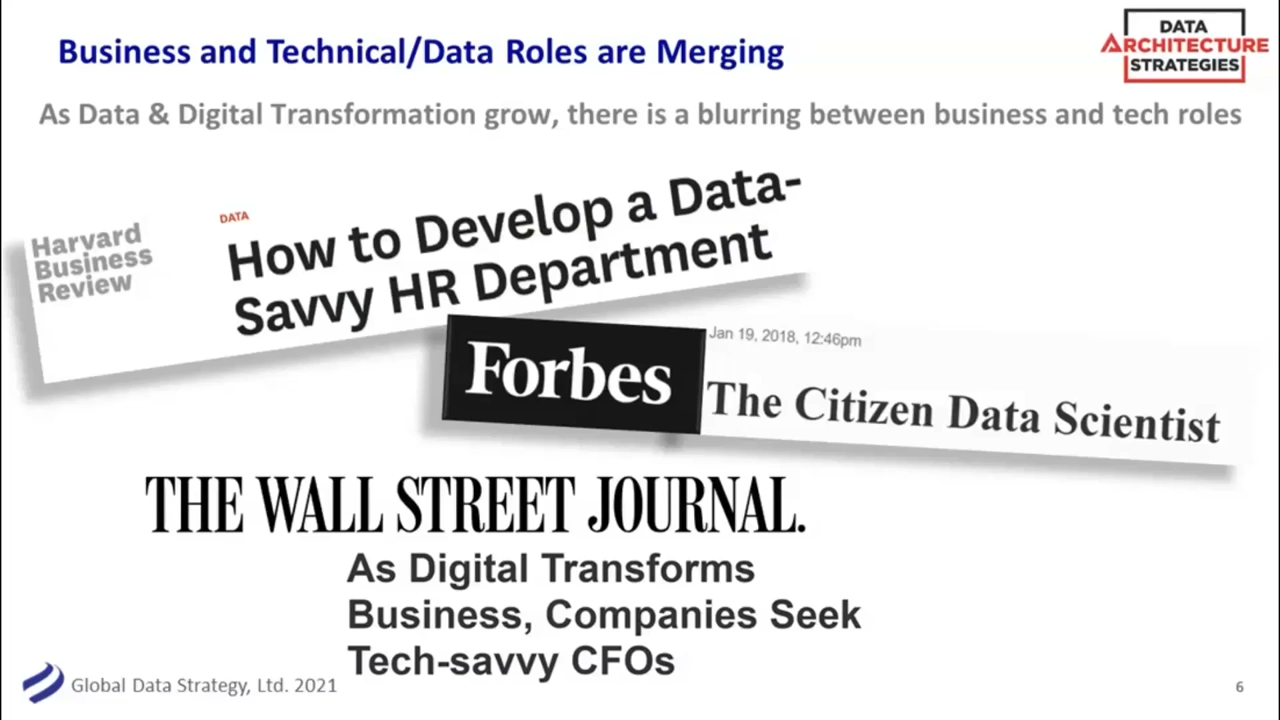 Business and Technical/Data Roles are Merging
DATA
ARCHITECTURE
STRATEGIES
As Data & Digital Transformation grow, there is a blurring between business and tech roles
Harvard
Business
Review
DATA
How to Develop a Data-
Savvy HR Department
Forbes
Jan 19, 2018, 12:46pm
The Citizen Data Scientist
THE WALL STREET JOURNAL.
As Digital Transforms
Business, Companies Seek
Tech-savvy CFOs
Global Data Strategy, Ltd. 2021
6